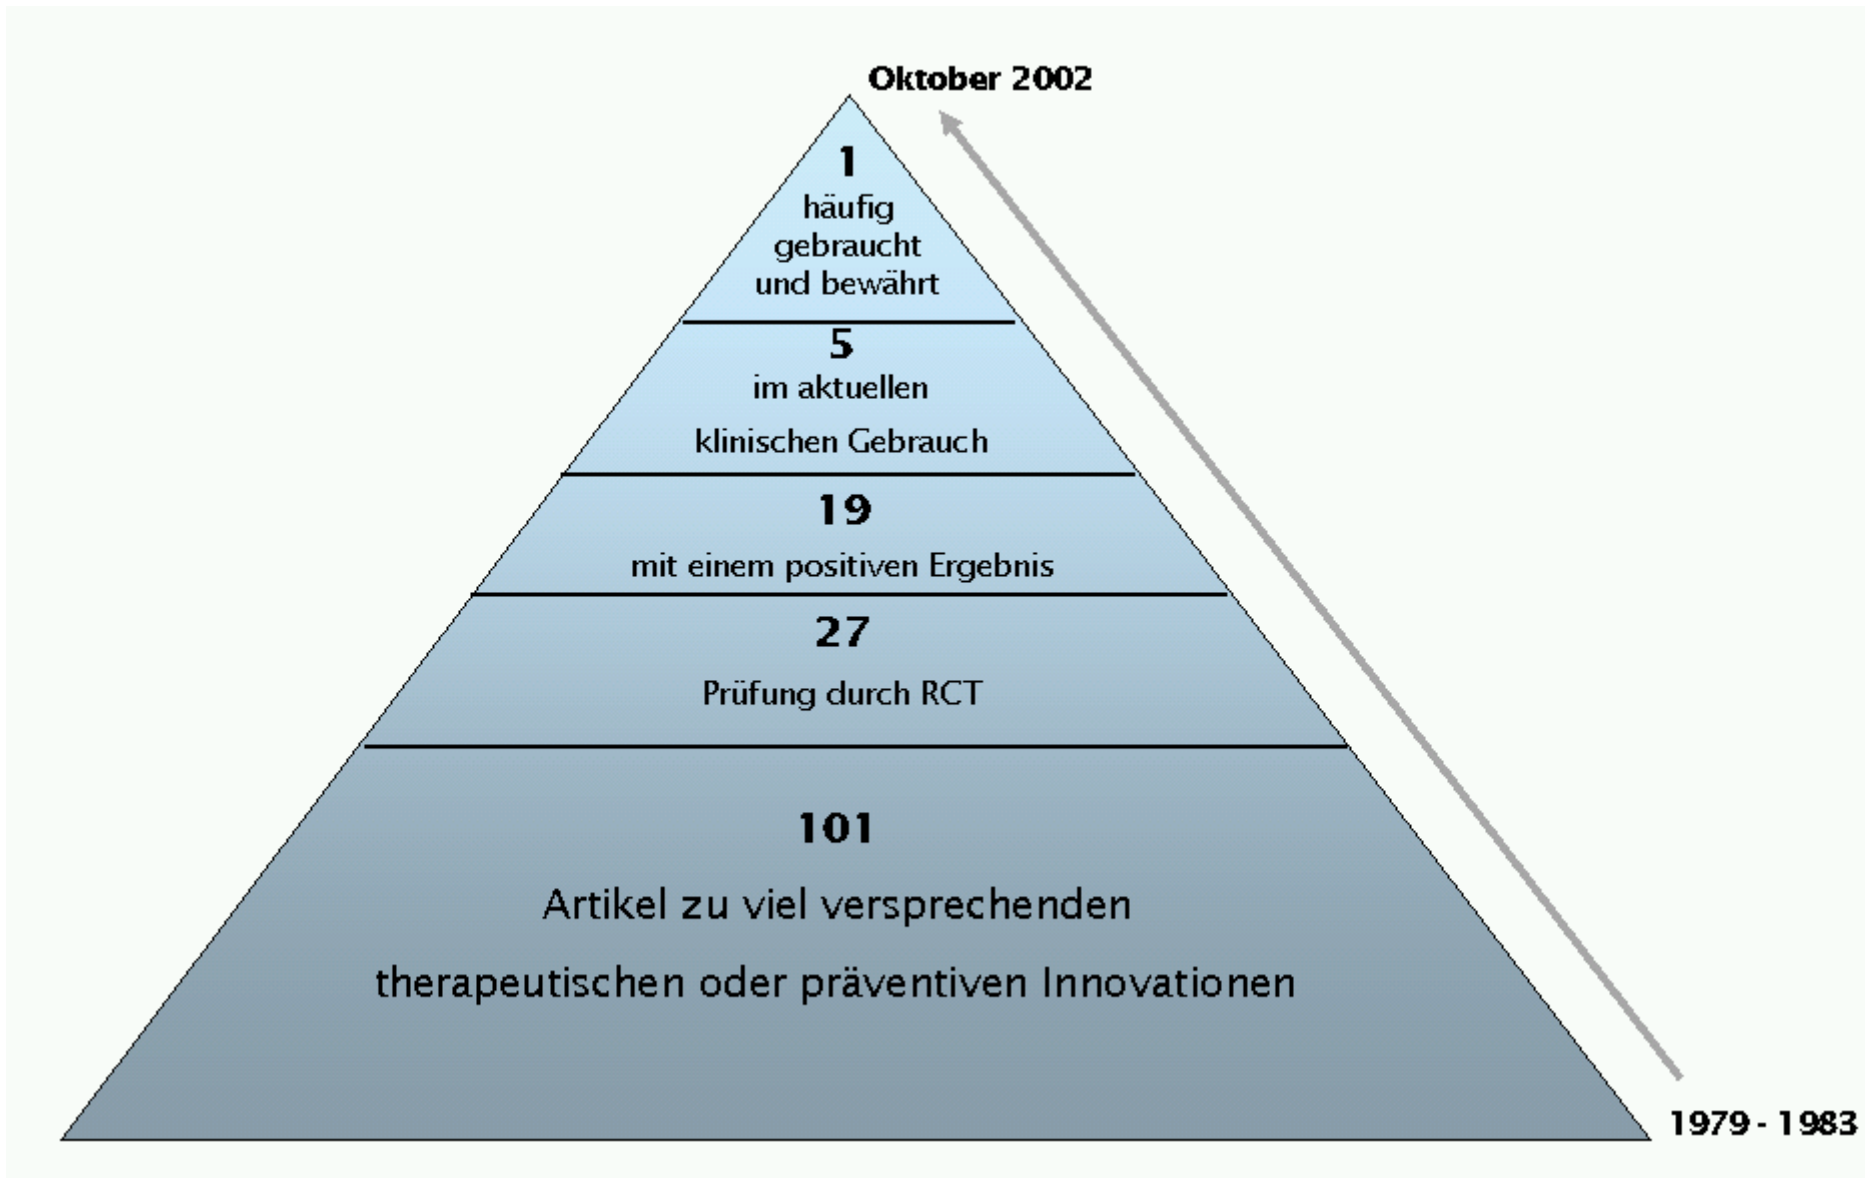 Oktober 2002
1
häufig
gebraucht
und bewährt
5
im aktuellen
klinischen Gebrauch
19
mit einem positiven Ergebnis
27
Prüfung durch RCT
101
Artikel zu viel versprechenden
therapeutischen oder präventiven Innovationen
1979 - 1983